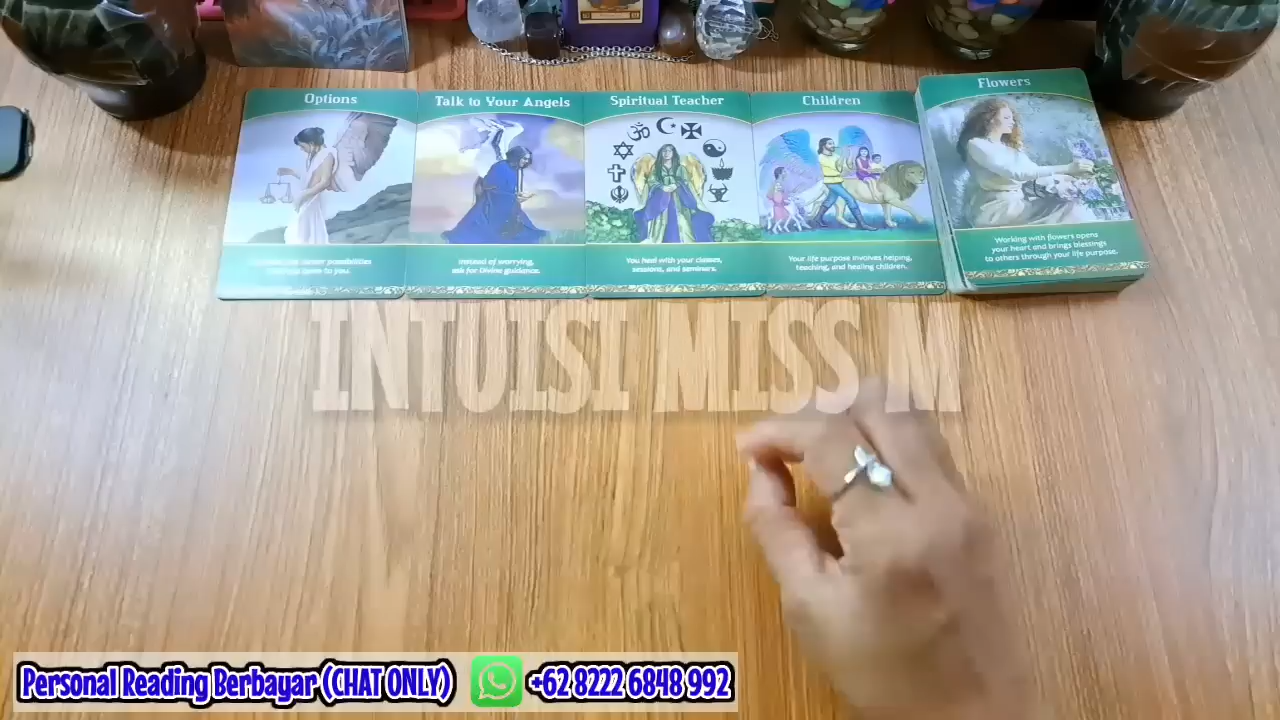 Options
Talk to Your Angels
Spiritual Teacher
Children
Flowers
possibilities
to you.
Instead of worrying,
ask for Divine guidance.
You heal with your classes,
sessions, and seminars.
Your life purpose involves helping,
teaching, and healing children.
Working with flowers opens
your heart and brings blessings
to others through your life purpose.
INTUISI MISS M
Personal Reading Berbayar (CHAT ONLY)
+62 8222 6848 992